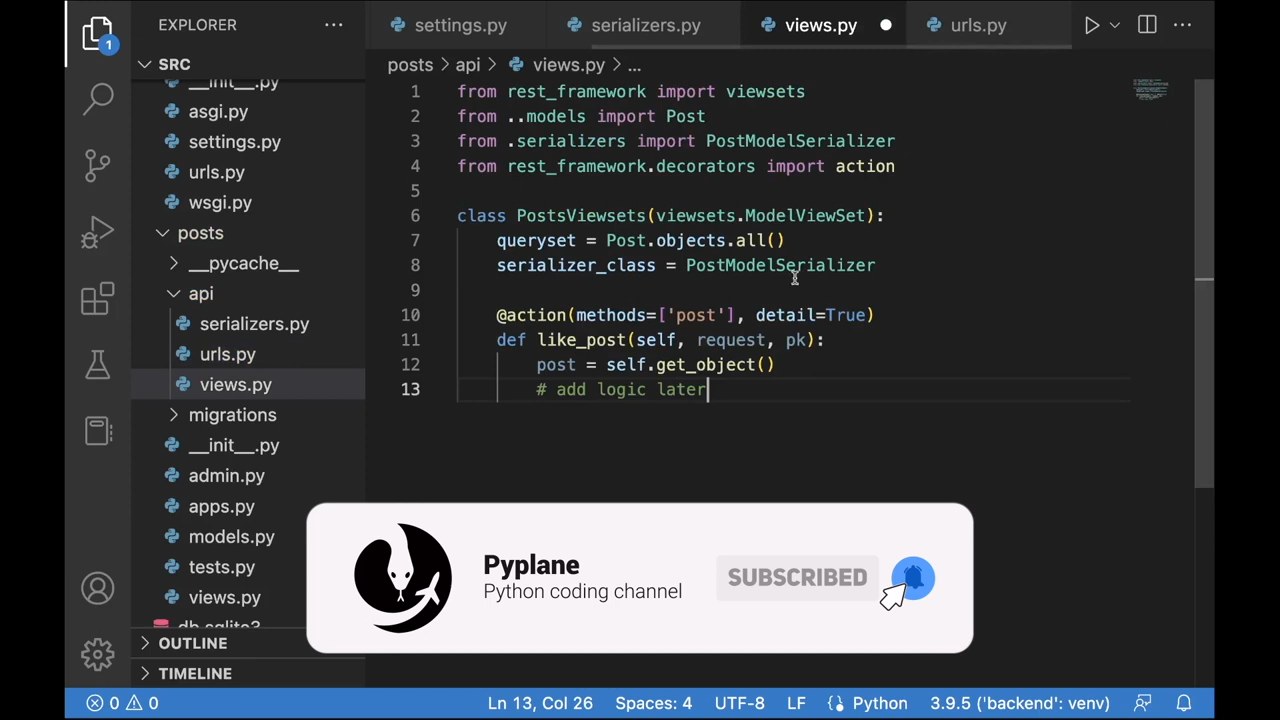 EXPLORER
SRC
__init__.py
asgi.py
settings.py
urls.py
wsgi.py
posts
__pycache__
api
serializers.py
urls.py
views.py
migrations
__init__.py
admin.py
apps.py
models.py
tests.py
views.py
db.sqlite3
OUTLINE
TIMELINE
1
settings.py
serializers.py
views.py
urls.py
posts > api > views.py > ...
1 from rest_framework import viewsets
2 from ..models import Post
3 from .serializers import PostModelSerializer
4 from rest_framework.decorators import action
5
6 class PostsViewsets(viewsets.ModelViewSet):
7 queryset = Post.objects.all()
8 serializer_class = PostModelSerializer
9
10 @action(methods=['post'], detail=True)
11 def like_post(self, request, pk):
12 post = self.get_object()
13 # add logic later
Pyplane
Python coding channel
SUBSCRIBED
0 0
Ln 13, Col 26 Spaces: 4 UTF-8 LF Python 3.9.5 ('backend': venv)